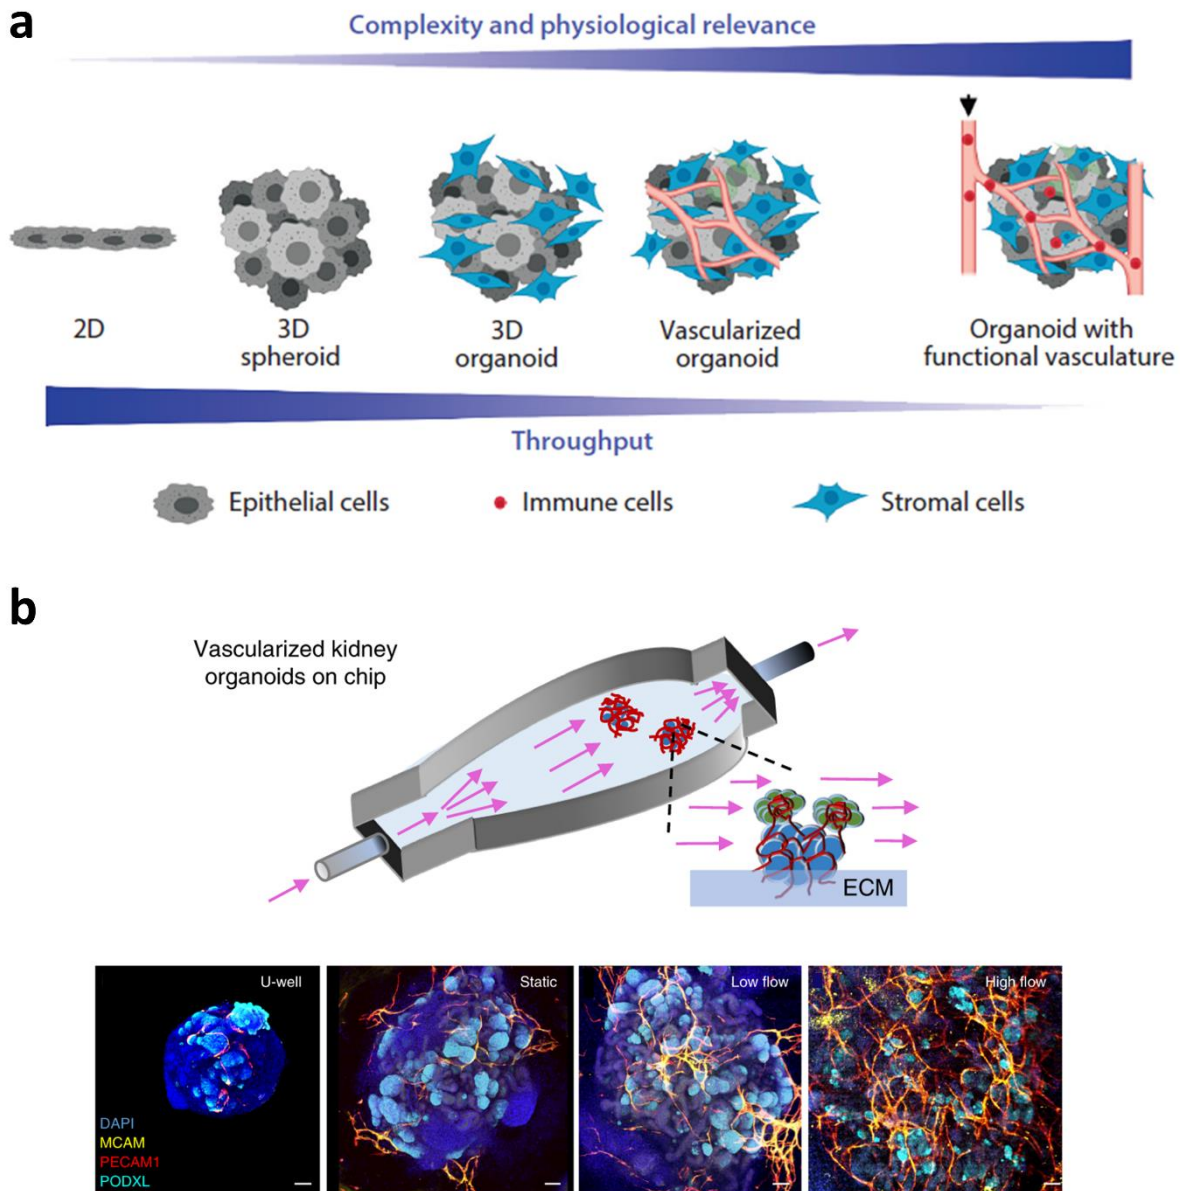 a
Complexity and physiological relevance
2D
3D
spheroid
3D
organoid
Vascularized
organoid
Organoid with
functional vasculature
Throughput
Epithelial cells
Immune cells
Stromal cells
b
Vascularized kidney
organoids on chip
ECM
U-well
Static
Low flow
High flow
DAPI
MCAM
PECAM1
PODXL